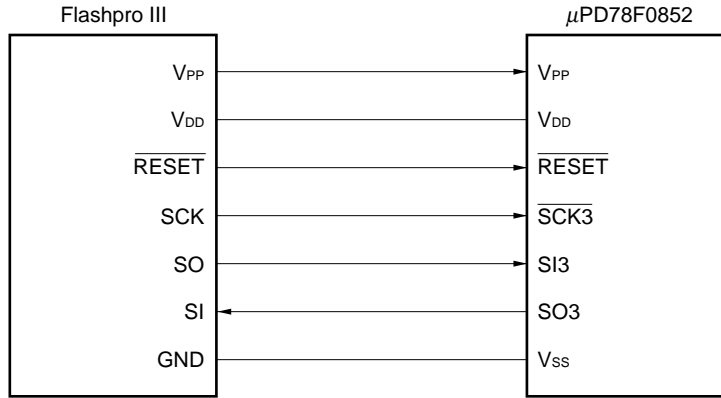 Flashpro III μPD78F0852
VPP VPP
VDD VDD
RESET RESET
SCK SCK3
SO SI3
SI SO3
GND VSS